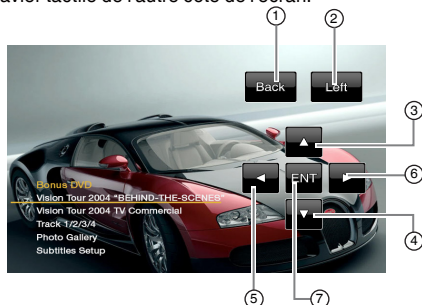 avier tactile de l'autre côté de l'écran.
1 2
Back Left
3
▲
◄ ENT ► 6
Bonus DVD
Vision Tour 2004 "BEHIND-THE-SCENES"
Vision Tour 2004 TV Commercial
▼
Track 1/2/3/4
4
Photo Gallery
Subtitles Setup
5 7